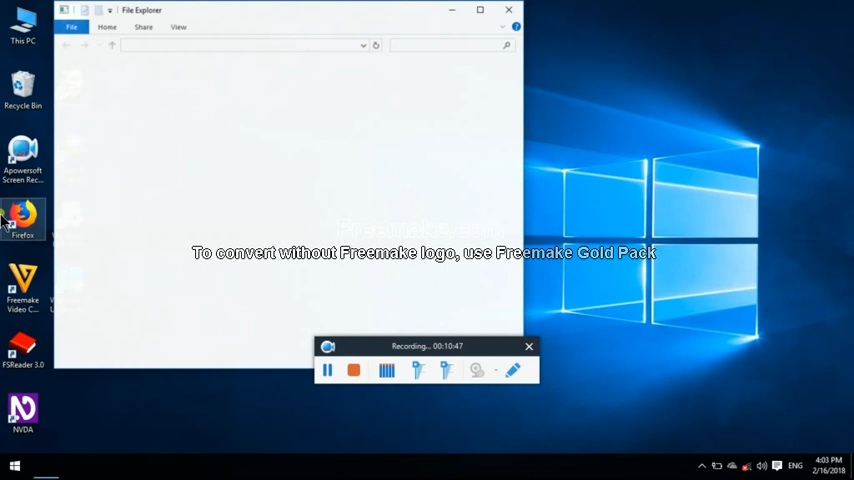 File Explorer
File Home Share View
This PC
Recycle Bin
Apowersoft
Screen Rec...
Firefox
Freemake.com
To convert without Freemake logo, use Freemake Gold Pack
Freemake
Video C...
Recording... 00:10:47
FSReader 3.0
NVDA
ENG
4:03 PM
2/16/2018